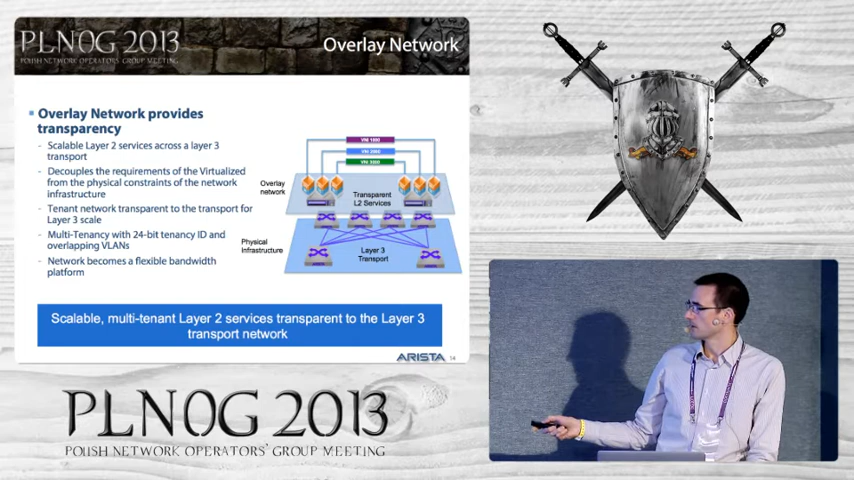 PLNOG 2013
POLISH NETWORK OPERATORS GROUP MEETING
Overlay Network
Overlay Network provides
transparency
- Scalable Layer 2 services across a layer 3
transport
- Decouples the requirements of the Virtualized
from the physical constraints of the network
infrastructure
- Tenant network transparent to the transport for
Layer 3 scale
- Multi-Tenancy with 24-bit tenancy ID and
overlapping VLANs
- Network becomes a flexible bandwidth
platform
Overlay
network
Transparent
L2 Services
Physical
Infrastructure
Layer 3
Transport
Scalable, multi-tenant Layer 2 services transparent to the Layer 3
transport network
ARISTA 14
PLNOG 2013
POLISH NETWORK OPERATORS' GROUP MEETING